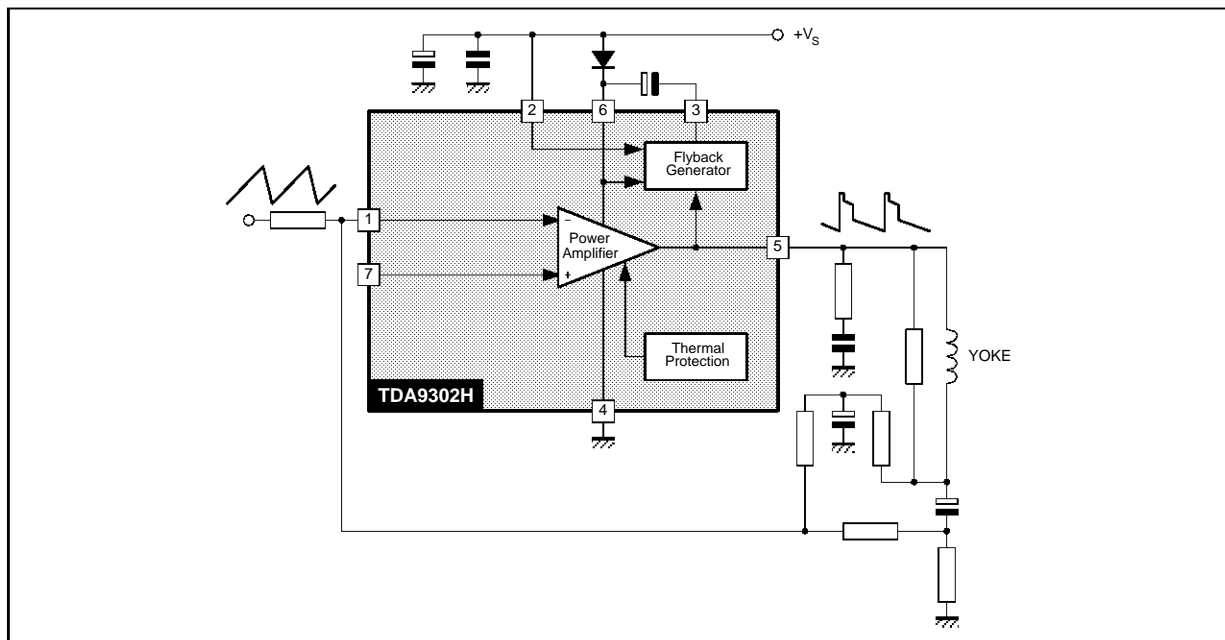 +VS
2
6
3
Flyback
Generator
1
−
Power
Amplifier
5
7
+
YOKE
Thermal
Protection
TDA9302H
4